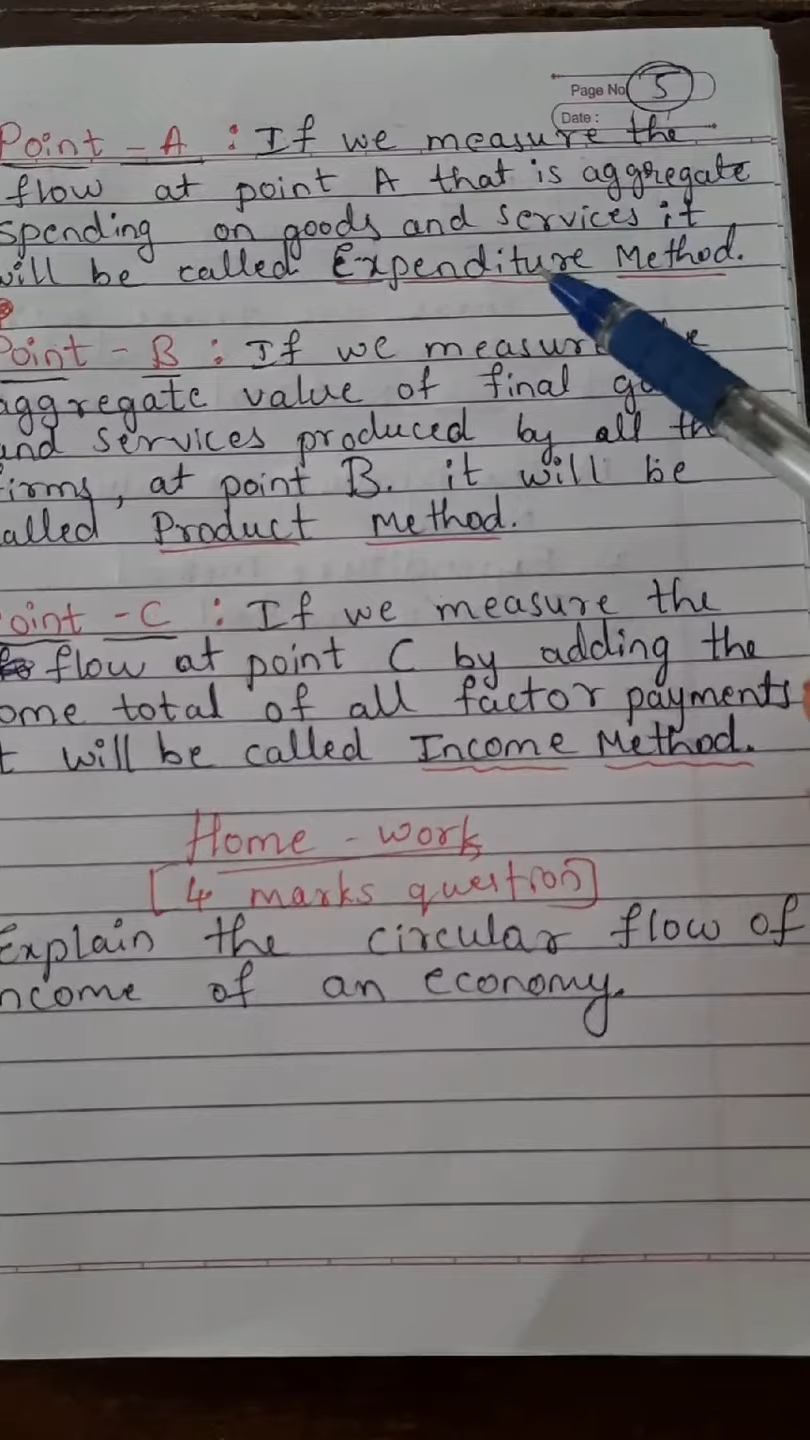 Page No 5
Date :
Point - A : If we measure the
flow at point A that is aggregate
spending on goods and services it
will be called Expenditure Method.
Point - B : If we measure
aggregate value of final
and services produced by all
firms, at point B. it will be
called Product Method.
Point - C : If we measure the
flow at point C by adding the
ome total of all factor payments
t will be called Income Method.
Home - work
[4 marks question]
Explain the circular flow of
ncome of an economy.